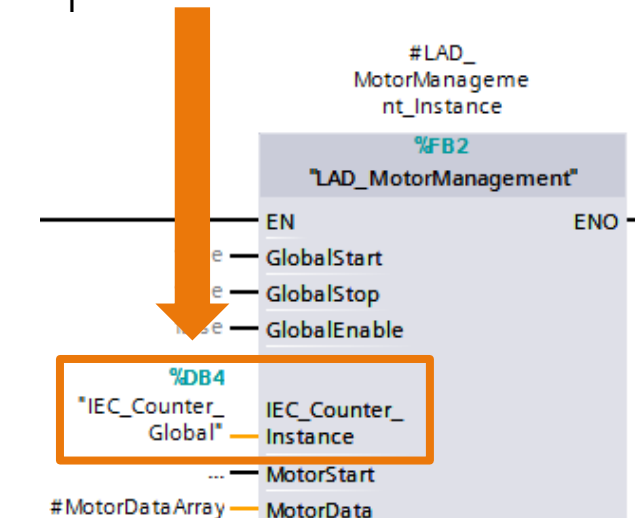 #LAD_
MotorManageme
nt_Instance
%FB2
"LAD_MotorManagement"
EN ENO
GlobalStart
GlobalStop
GlobalEnable
%DB4
"IEC_Counter_
Global"
IEC_Counter_
Instance
... MotorStart
#MotorDataArray MotorData